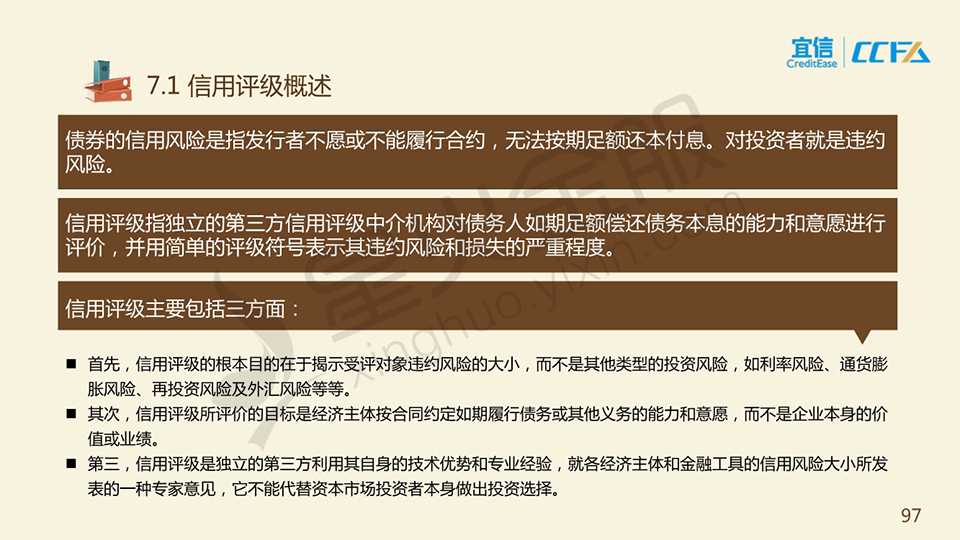 宜信
CreditEase
CCFA
7.1 信用评级概述
债券的信用风险是指发行者不愿或不能履行合约，无法按期足额还本付息。对投资者就是违约
风险。
信用评级指独立的第三方信用评级中介机构对债务人如期足额偿还债务本息的能力和意愿进行
评价，并用简单的评级符号表示其违约风险和损失的严重程度。
信用评级主要包括三方面：
■ 首先，信用评级的根本目的在于揭示受评对象违约风险的大小，而不是其他类型的投资风险，如利率风险、通货膨
胀风险、再投资风险及外汇风险等等。
■ 其次，信用评级所评价的目标是经济主体按合同约定如期履行债务或其他义务的能力和意愿，而不是企业本身的价
值或业绩。
■ 第三，信用评级是独立的第三方利用其自身的技术优势和专业经验，就各经济主体和金融工具的信用风险大小所发
表的一种专家意见，它不能代替资本市场投资者本身做出投资选择。
星火金服
xinghuo.yixin.com
97